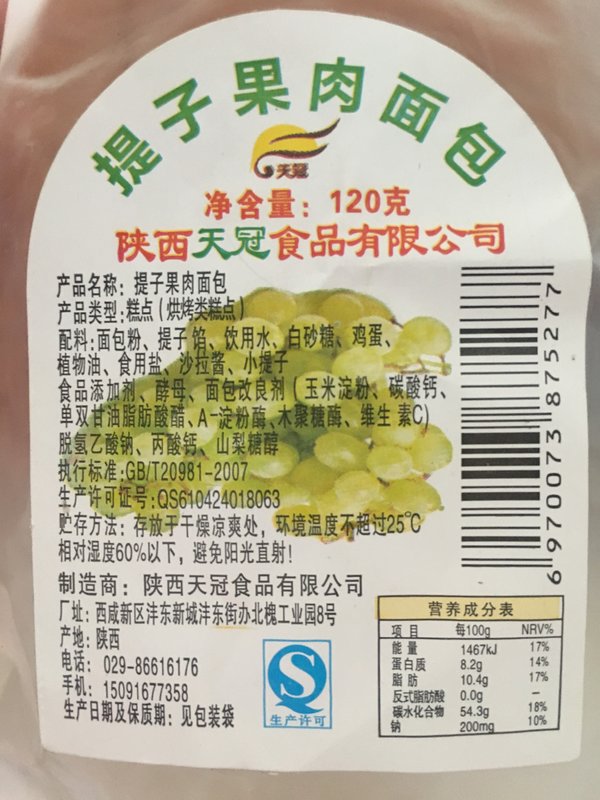 提子果肉面包
天冠
净含量：120克
陕西天冠食品有限公司
产品名称：提子果肉面包
产品类型:糕点(烘烤类糕点)
配料:面包粉、提子馅、饮用水、白砂糖、鸡蛋、
植物油、食用盐、沙拉酱、小提子
食品添加剂、酵母、面包改良剂(玉米淀粉、碳酸钙、
单双甘油脂肪酸醋、A-淀粉酶、木聚糖酶、维生素C)
脱氢乙酸钠、丙酸钙、山梨糖醇
执行标准:GB/T20981-2007
生产许可证号:QS610424018063
贮存方法：存放于干燥凉爽处，环境温度不超过25℃
相对湿度60%以下，避免阳光直射!
制造商：陕西天冠食品有限公司
厂址：西咸新区沣东新城沣东街办北槐工业园8号
产地：陕西
电话：029-86616176
手机：15091677358
生产日期及保质期：见包装袋
生产许可
营养成分表
项目 每100g NRV%
能量 1467kJ 17%
蛋白质 8.2g 14%
脂肪 10.4g 17%
反式脂肪酸 0.0g -
碳水化合物 54.3g 18%
钠 200mg 10%
6970073875277